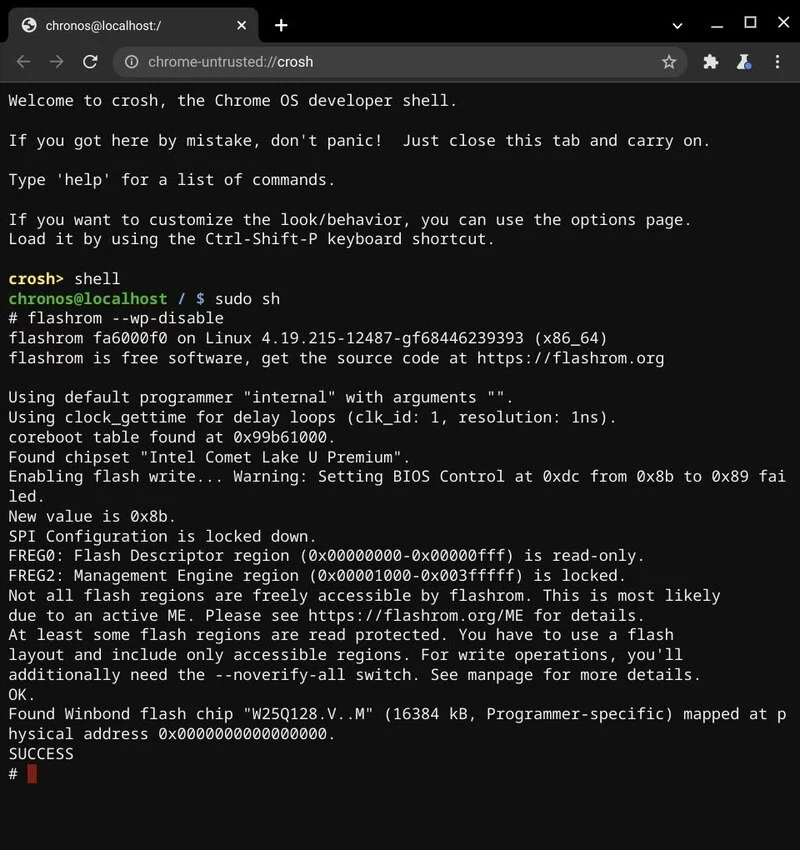 chronos@localhost:/
chrome-untrusted://crosh
Welcome to crosh, the Chrome OS developer shell.
If you got here by mistake, don't panic!  Just close this tab and carry on.
Type 'help' for a list of commands.
If you want to customize the look/behavior, you can use the options page.
Load it by using the Ctrl-Shift-P keyboard shortcut.
crosh> shell
chronos@localhost / $ sudo sh
# flashrom --wp-disable
flashrom fa6000f0 on Linux 4.19.215-12487-gf68446239393 (x86_64)
flashrom is free software, get the source code at https://flashrom.org
Using default programmer "internal" with arguments "".
Using clock_gettime for delay loops (clk_id: 1, resolution: 1ns).
coreboot table found at 0x99b61000.
Found chipset "Intel Comet Lake U Premium".
Enabling flash write... Warning: Setting BIOS Control at 0xdc from 0x8b to 0x89 fai
led.
New value is 0x8b.
SPI Configuration is locked down.
FREG0: Flash Descriptor region (0x00000000-0x00000fff) is read-only.
FREG2: Management Engine region (0x00001000-0x003fffff) is locked.
Not all flash regions are freely accessible by flashrom. This is most likely
due to an active ME. Please see https://flashrom.org/ME for details.
At least some flash regions are read protected. You have to use a flash
layout and include only accessible regions. For write operations, you'll
additionally need the --noverify-all switch. See manpage for more details.
OK.
Found Winbond flash chip "W25Q128.V..M" (16384 kB, Programmer-specific) mapped at p
hysical address 0x0000000000000000.
SUCCESS
#